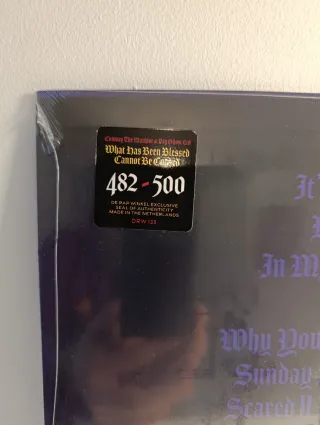 Conway The Machine & Big Ghost Ltd
What Has Been Blessed
Cannot Be Cursed
482-500
DE RAP WINKEL EXCLUSIVE
SEAL OF AUTHENTICITY
MADE IN THE NETHERLANDS
DRW 125
It'
In M
Why You
Sunday
Scared